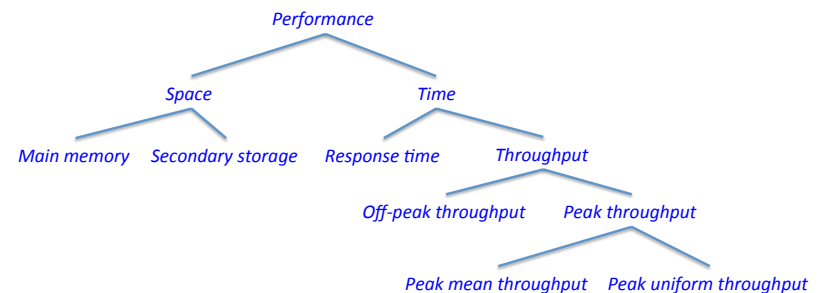 Performance
Space
Time
Main memory
Secondary storage
Response time
Throughput
Off-peak throughput
Peak throughput
Peak mean throughput
Peak uniform throughput